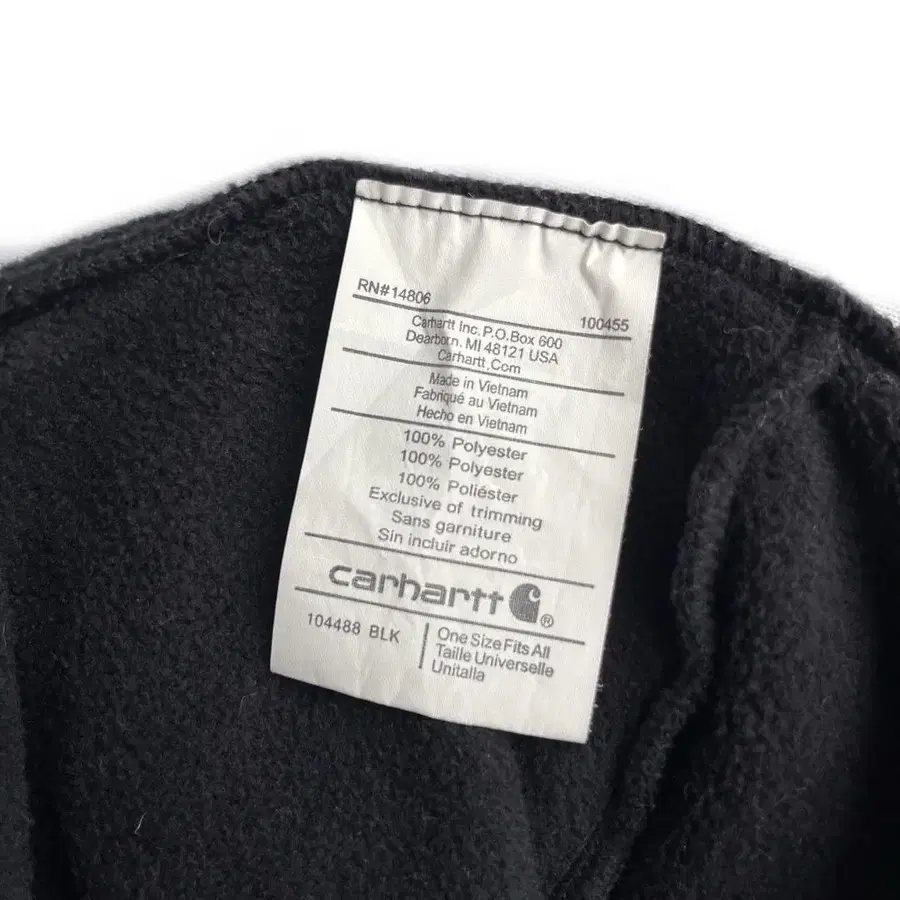 RN#14806
100455
Carhartt Inc. P.O.Box 600
Dearborn. MI 48121 USA
Carhartt.Com
Made in Vietnam
Fabriqué au Vietnam
Hecho en Vietnam
100% Polyester
100% Polyester
100% Poliéster
Exclusive of trimming
Sans garniture
Sin incluir adorno
carhartt ®
104488 BLK
One Size Fits All
Taille Universelle
Unitalla